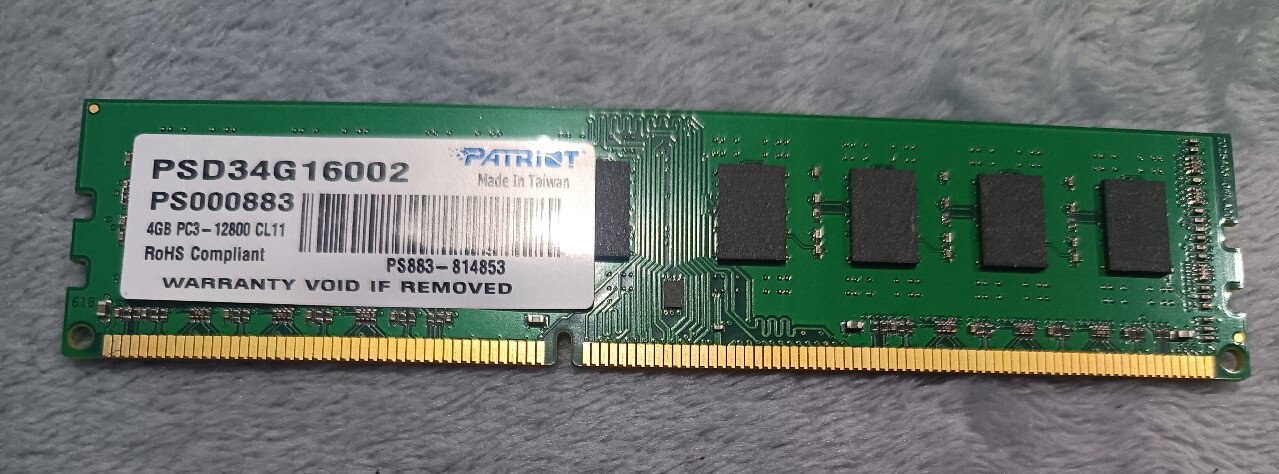 PATRIOT
PSD34G16002
Made In Taiwan
PS000883
4GB PC3-12800 CL11
RoHS Compliant
PS883-814853
WARRANTY VOID IF REMOVED